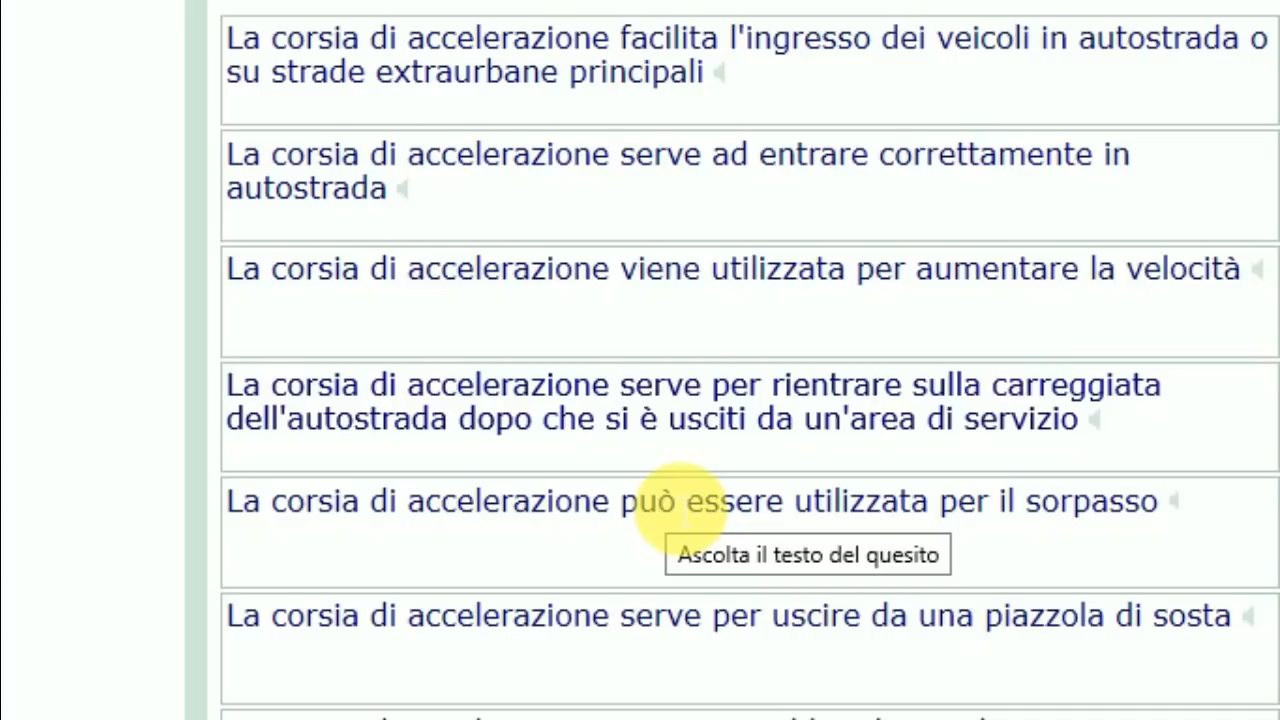 La corsia di accelerazione facilita l'ingresso dei veicoli in autostrada o
su strade extraurbane principali
La corsia di accelerazione serve ad entrare correttamente in
autostrada
La corsia di accelerazione viene utilizzata per aumentare la velocità
La corsia di accelerazione serve per rientrare sulla carreggiata
dell'autostrada dopo che si è usciti da un'area di servizio
La corsia di accelerazione può essere utilizzata per il sorpasso
Ascolta il testo del quesito
La corsia di accelerazione serve per uscire da una piazzola di sosta